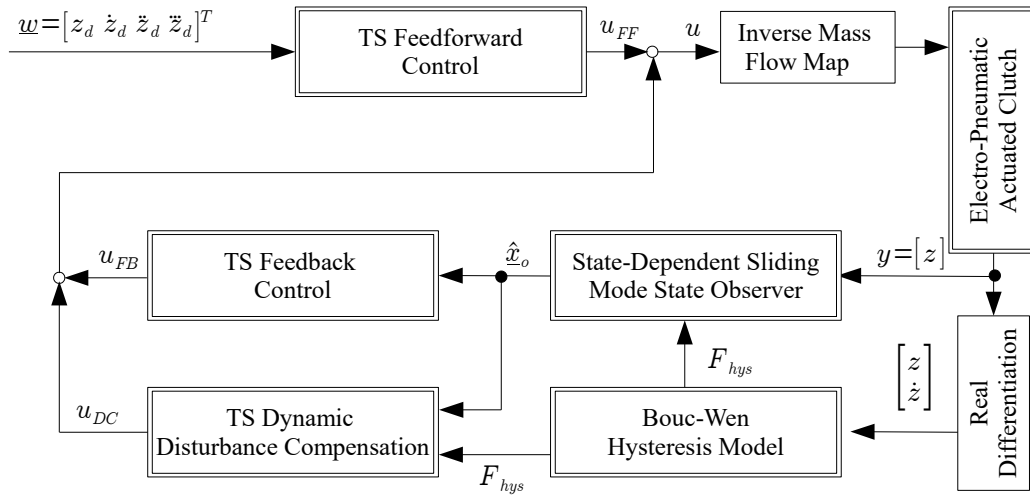 w=[z_d ż_d z̈_d z⃛_d]^T
TS Feedforward
Control
u_FF
u
Inverse Mass
Flow Map
Electro-Pneumatic
Actuated Clutch
u_FB
TS Feedback
Control
x̂_o
State-Dependent Sliding
Mode State Observer
y=[z]
F_hys
[z
ż]
Real
Differentiation
u_DC
TS Dynamic
Disturbance Compensation
F_hys
Bouc-Wen
Hysteresis Model